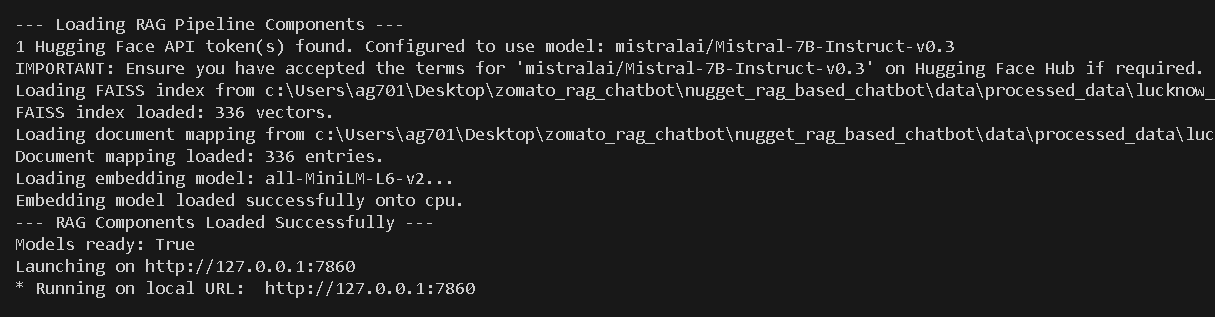 --- Loading RAG Pipeline Components ---
1 Hugging Face API token(s) found. Configured to use model: mistralai/Mistral-7B-Instruct-v0.3
IMPORTANT: Ensure you have accepted the terms for 'mistralai/Mistral-7B-Instruct-v0.3' on Hugging Face Hub if required.
Loading FAISS index from c:\Users\ag701\Desktop\zomato_rag_chatbot\nugget_rag_based_chatbot\data\processed_data\lucknow_
FAISS index loaded: 336 vectors.
Loading document mapping from c:\Users\ag701\Desktop\zomato_rag_chatbot\nugget_rag_based_chatbot\data\processed_data\luc
Document mapping loaded: 336 entries.
Loading embedding model: all-MiniLM-L6-v2...
Embedding model loaded successfully onto cpu.
--- RAG Components Loaded Successfully ---
Models ready: True
Launching on http://127.0.0.1:7860
* Running on local URL:  http://127.0.0.1:7860